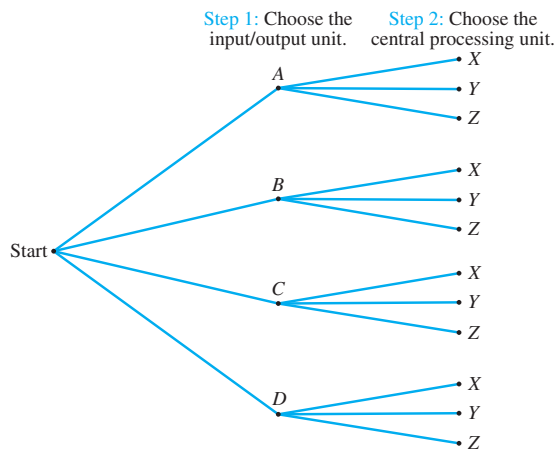 Step 1: Choose the
input/output unit.
Step 2: Choose the
central processing unit.
A
X
Y
Z
B
X
Y
Z
Start
C
X
Y
Z
D
X
Y
Z